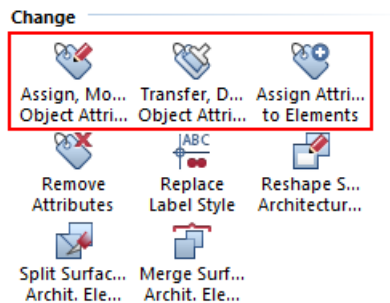 Change
Assign, Mo... Transfer, D... Assign Attri...
Object Attri... Object Attri... to Elements
ABC
Remove Replace Reshape S...
Attributes Label Style Architectur...
Split Surfac... Merge Surf...
Archit. Ele... Archit. Ele...